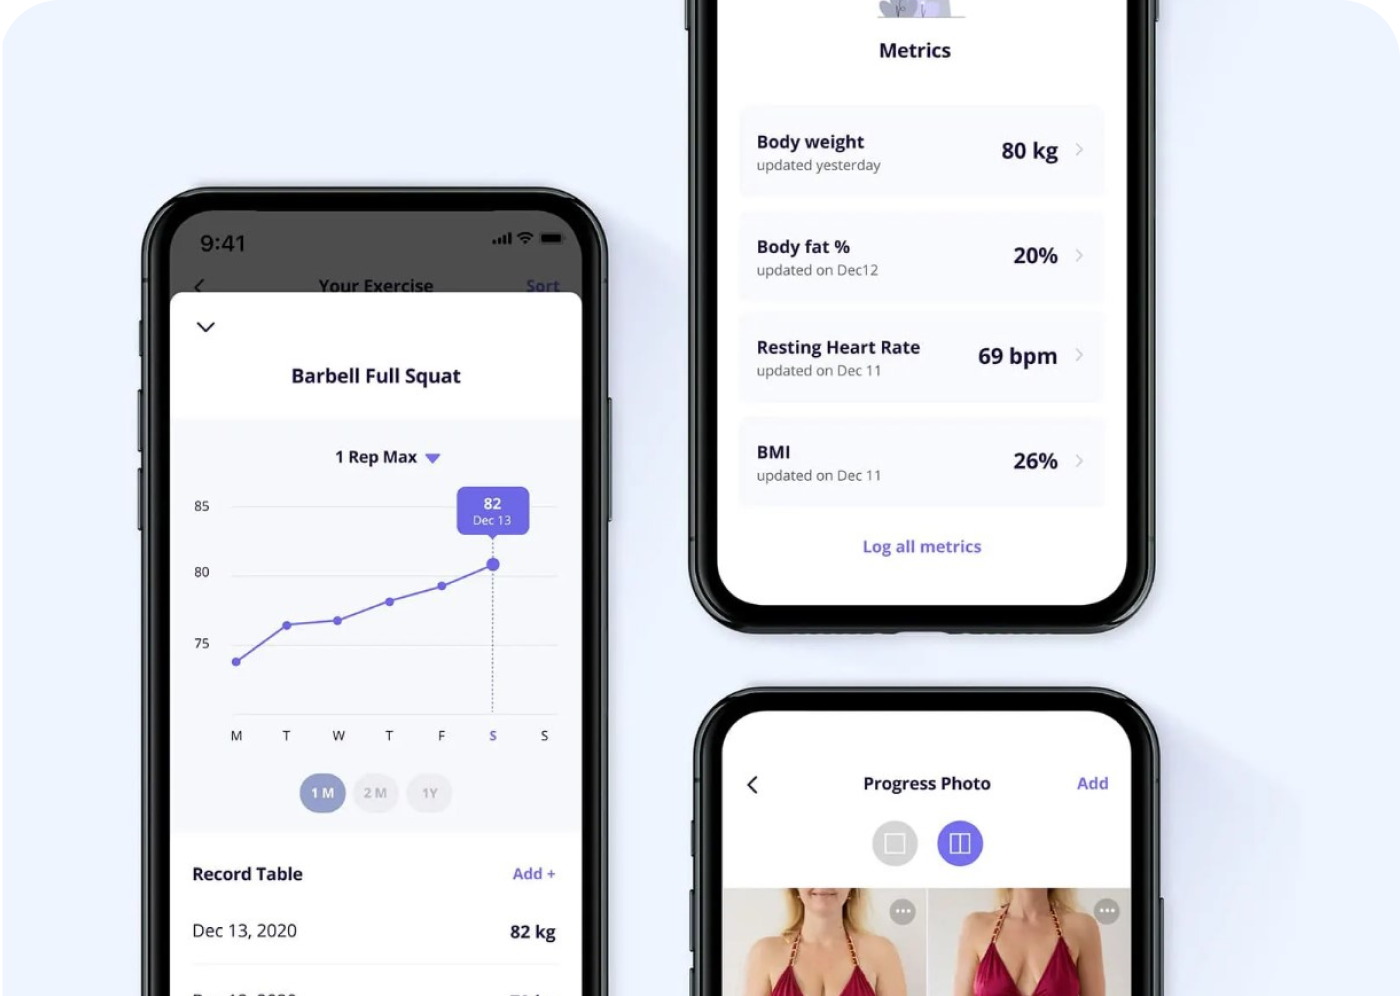 9:41
Your Exercise
Sort
Barbell Full Squat
1 Rep Max
85
82
Dec 13
80
75
M T W T F S S
1 M
2 M
1Y
Record Table
Add +
Dec 13, 2020
82 kg
Metrics
Body weight
updated yesterday
80 kg
Body fat %
updated on Dec12
20%
Resting Heart Rate
updated on Dec 11
69 bpm
BMI
updated on Dec 11
26%
Log all metrics
Progress Photo
Add